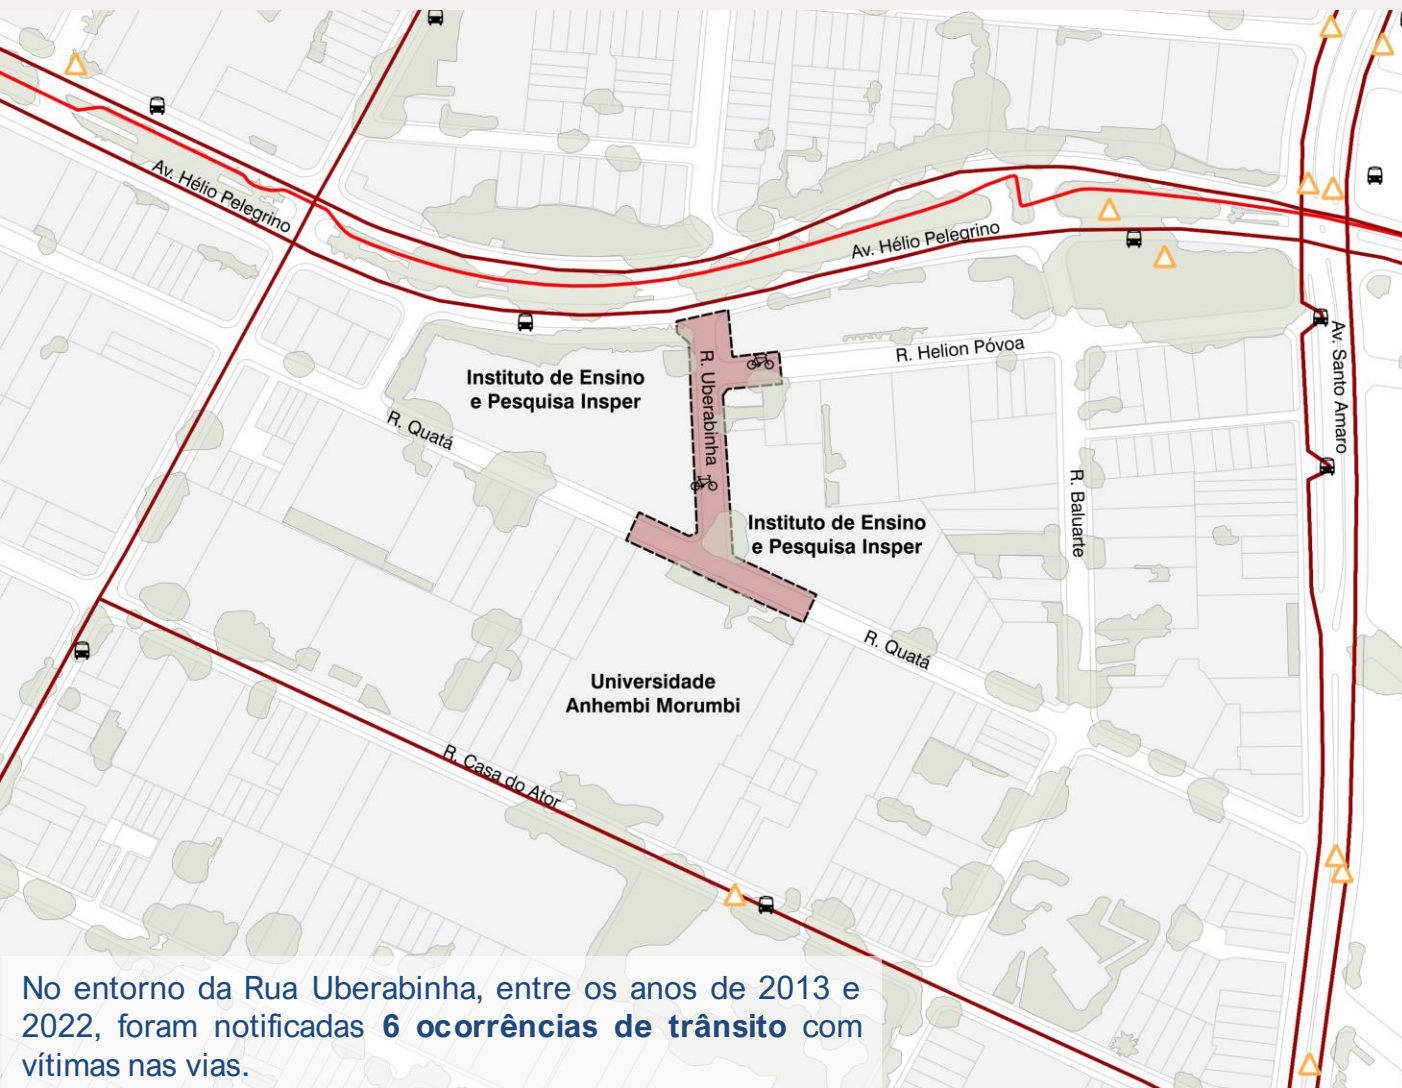 Av. Hélio Pelegrino
Av. Hélio Pelegrino
R. Helion Póvoa
Av. Santo Amaro
R. Uberabinha
Instituto de Ensino
e Pesquisa Insper
R. Quatá
R. Baluarte
Instituto de Ensino
e Pesquisa Insper
R. Quatá
Universidade
Anhembi Morumbi
R. Casa do Ator
No entorno da Rua Uberabinha, entre os anos de 2013 e
2022, foram notificadas 6 ocorrências de trânsito com
vítimas nas vias.